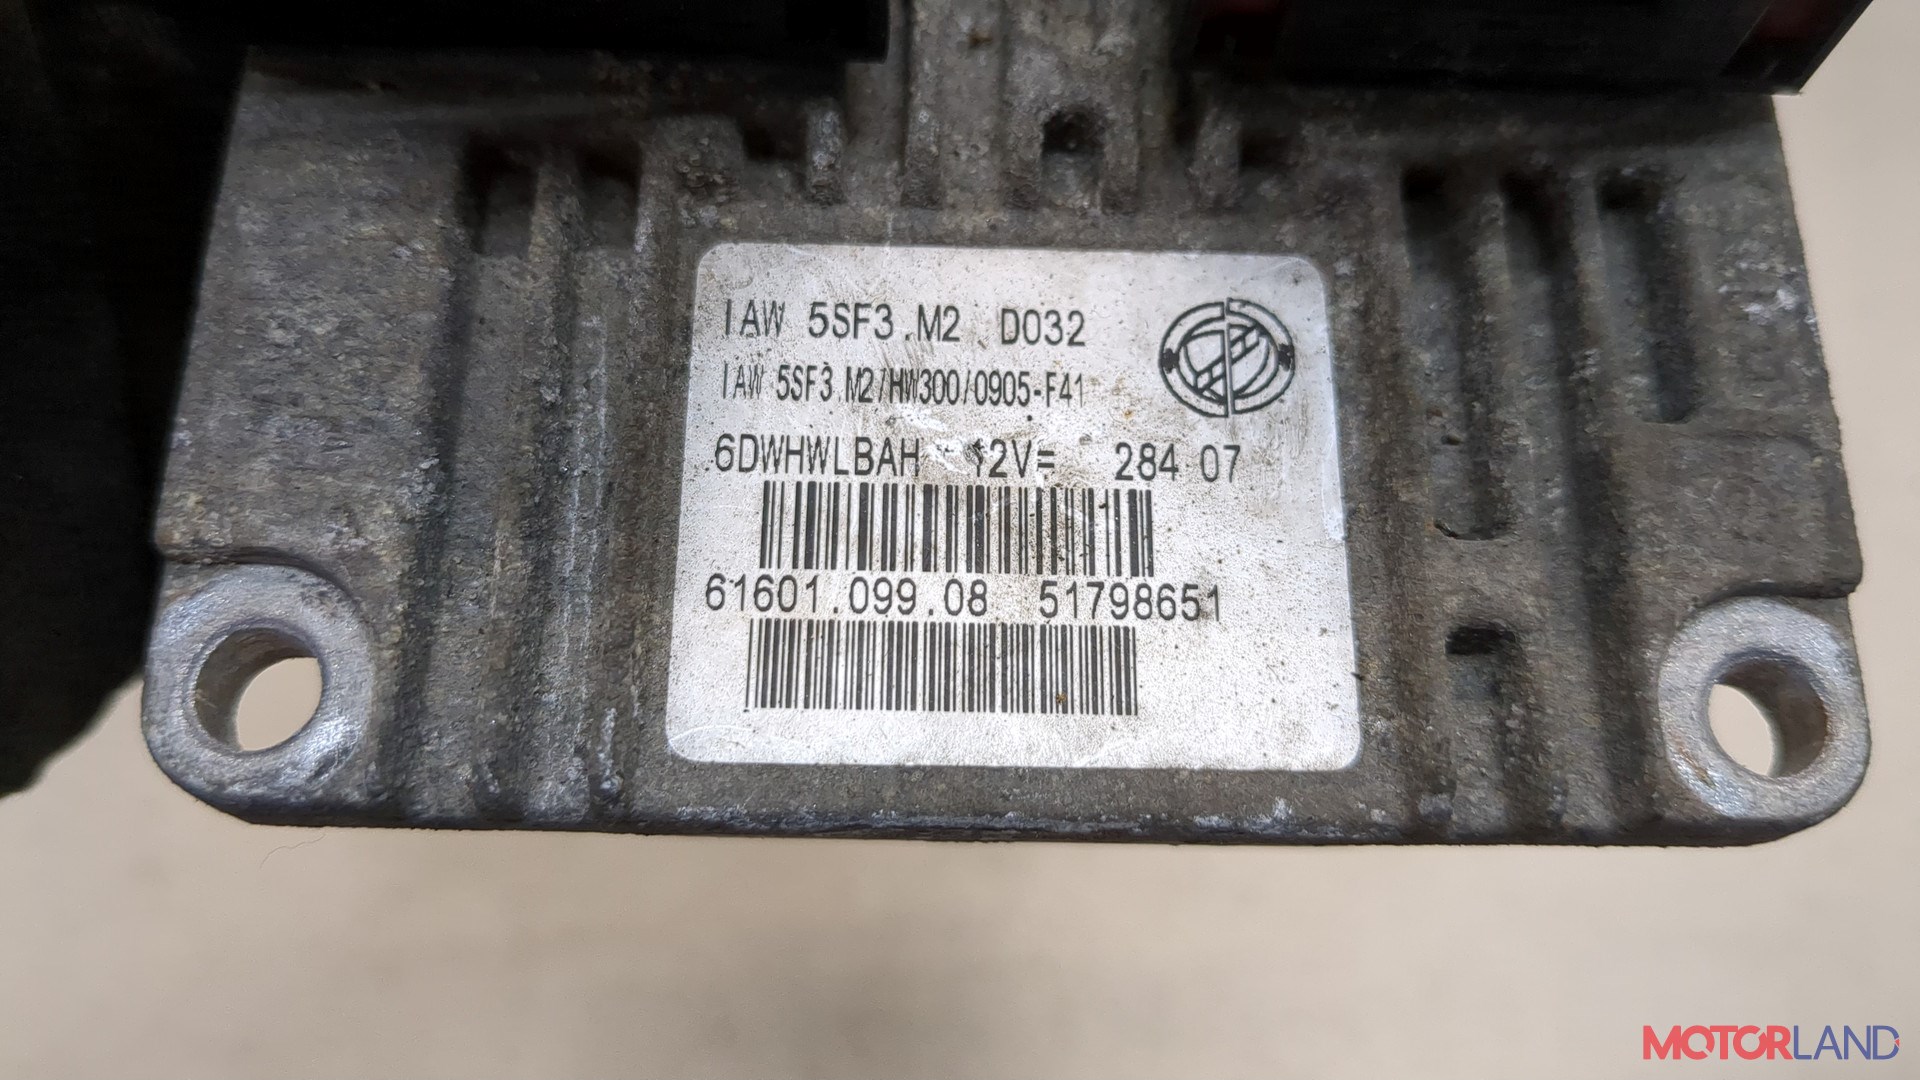 IAW 5SF3.M2 D032
IAW 5SF3 M2/HW300/0905-F41
6DWHWLBAH 12V= 284 07
61601.099.08 51798651
MOTORLAND